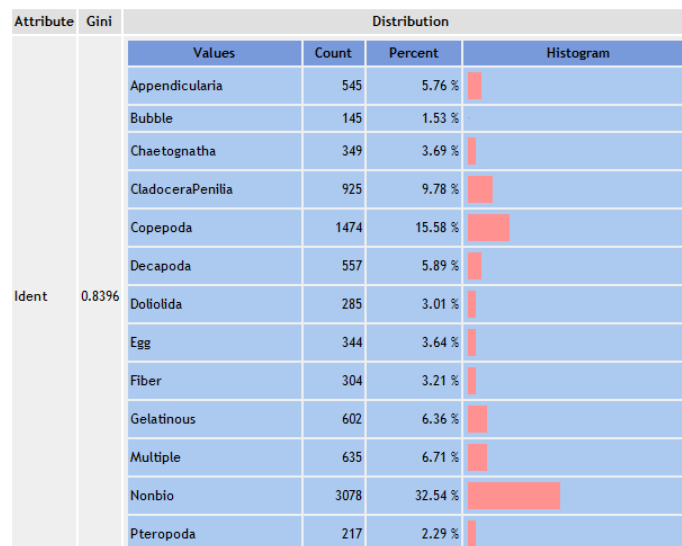 Attribute Gini Distribution
Values Count Percent Histogram
Appendicularia 545 5.76 %
Bubble 145 1.53 %
Chaetognatha 349 3.69 %
CladoceraPenilia 925 9.78 %
Copepoda 1474 15.58 %
Decapoda 557 5.89 %
Ident 0.8396 Doliolida 285 3.01 %
Egg 344 3.64 %
Fiber 304 3.21 %
Gelatinous 602 6.36 %
Multiple 635 6.71 %
Nonbio 3078 32.54 %
Pteropoda 217 2.29 %